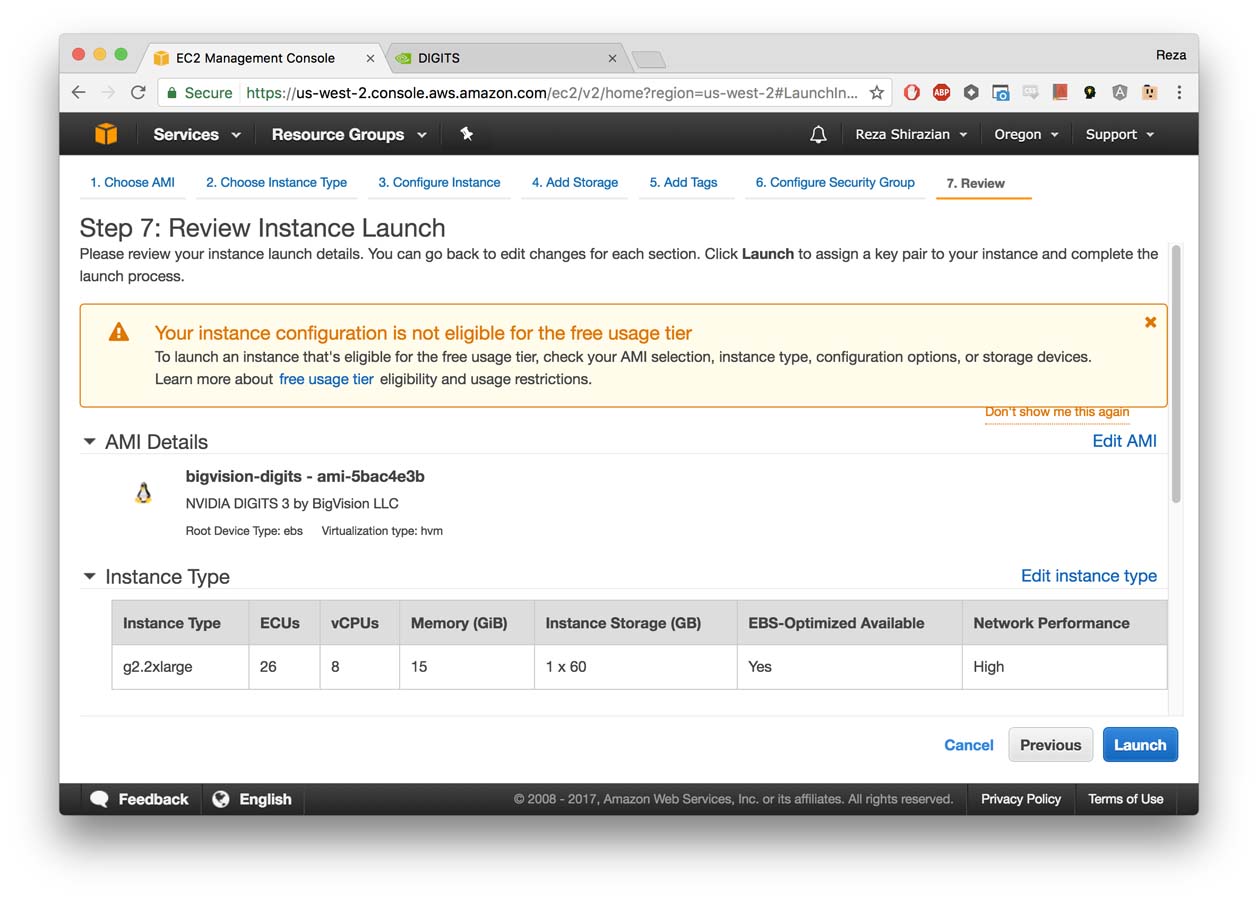 EC2 Management Console
DIGITS
Reza
Secure https://us-west-2.console.aws.amazon.com/ec2/v2/home?region=us-west-2#LaunchIn...
ABP
CSS
A
Services
Resource Groups
Reza Shirazian
Oregon
Support
1. Choose AMI
2. Choose Instance Type
3. Configure Instance
4. Add Storage
5. Add Tags
6. Configure Security Group
7. Review
Step 7: Review Instance Launch
Please review your instance launch details. You can go back to edit changes for each section. Click Launch to assign a key pair to your instance and complete the
launch process.
Your instance configuration is not eligible for the free usage tier
To launch an instance that's eligible for the free usage tier, check your AMI selection, instance type, configuration options, or storage devices.
Learn more about free usage tier eligibility and usage restrictions.
Don't show me this again
AMI Details
Edit AMI
bigvision-digits - ami-5bac4e3b
NVIDIA DIGITS 3 by BigVision LLC
Root Device Type: ebs Virtualization type: hvm
Instance Type
Edit instance type
Instance Type ECUs vCPUs Memory (GiB) Instance Storage (GB) EBS-Optimized Available Network Performance
g2.2xlarge 26 8 15 1 x 60 Yes High
Cancel
Previous
Launch
Feedback
English
© 2008 - 2017, Amazon Web Services, Inc. or its affiliates. All rights reserved.
Privacy Policy
Terms of Use